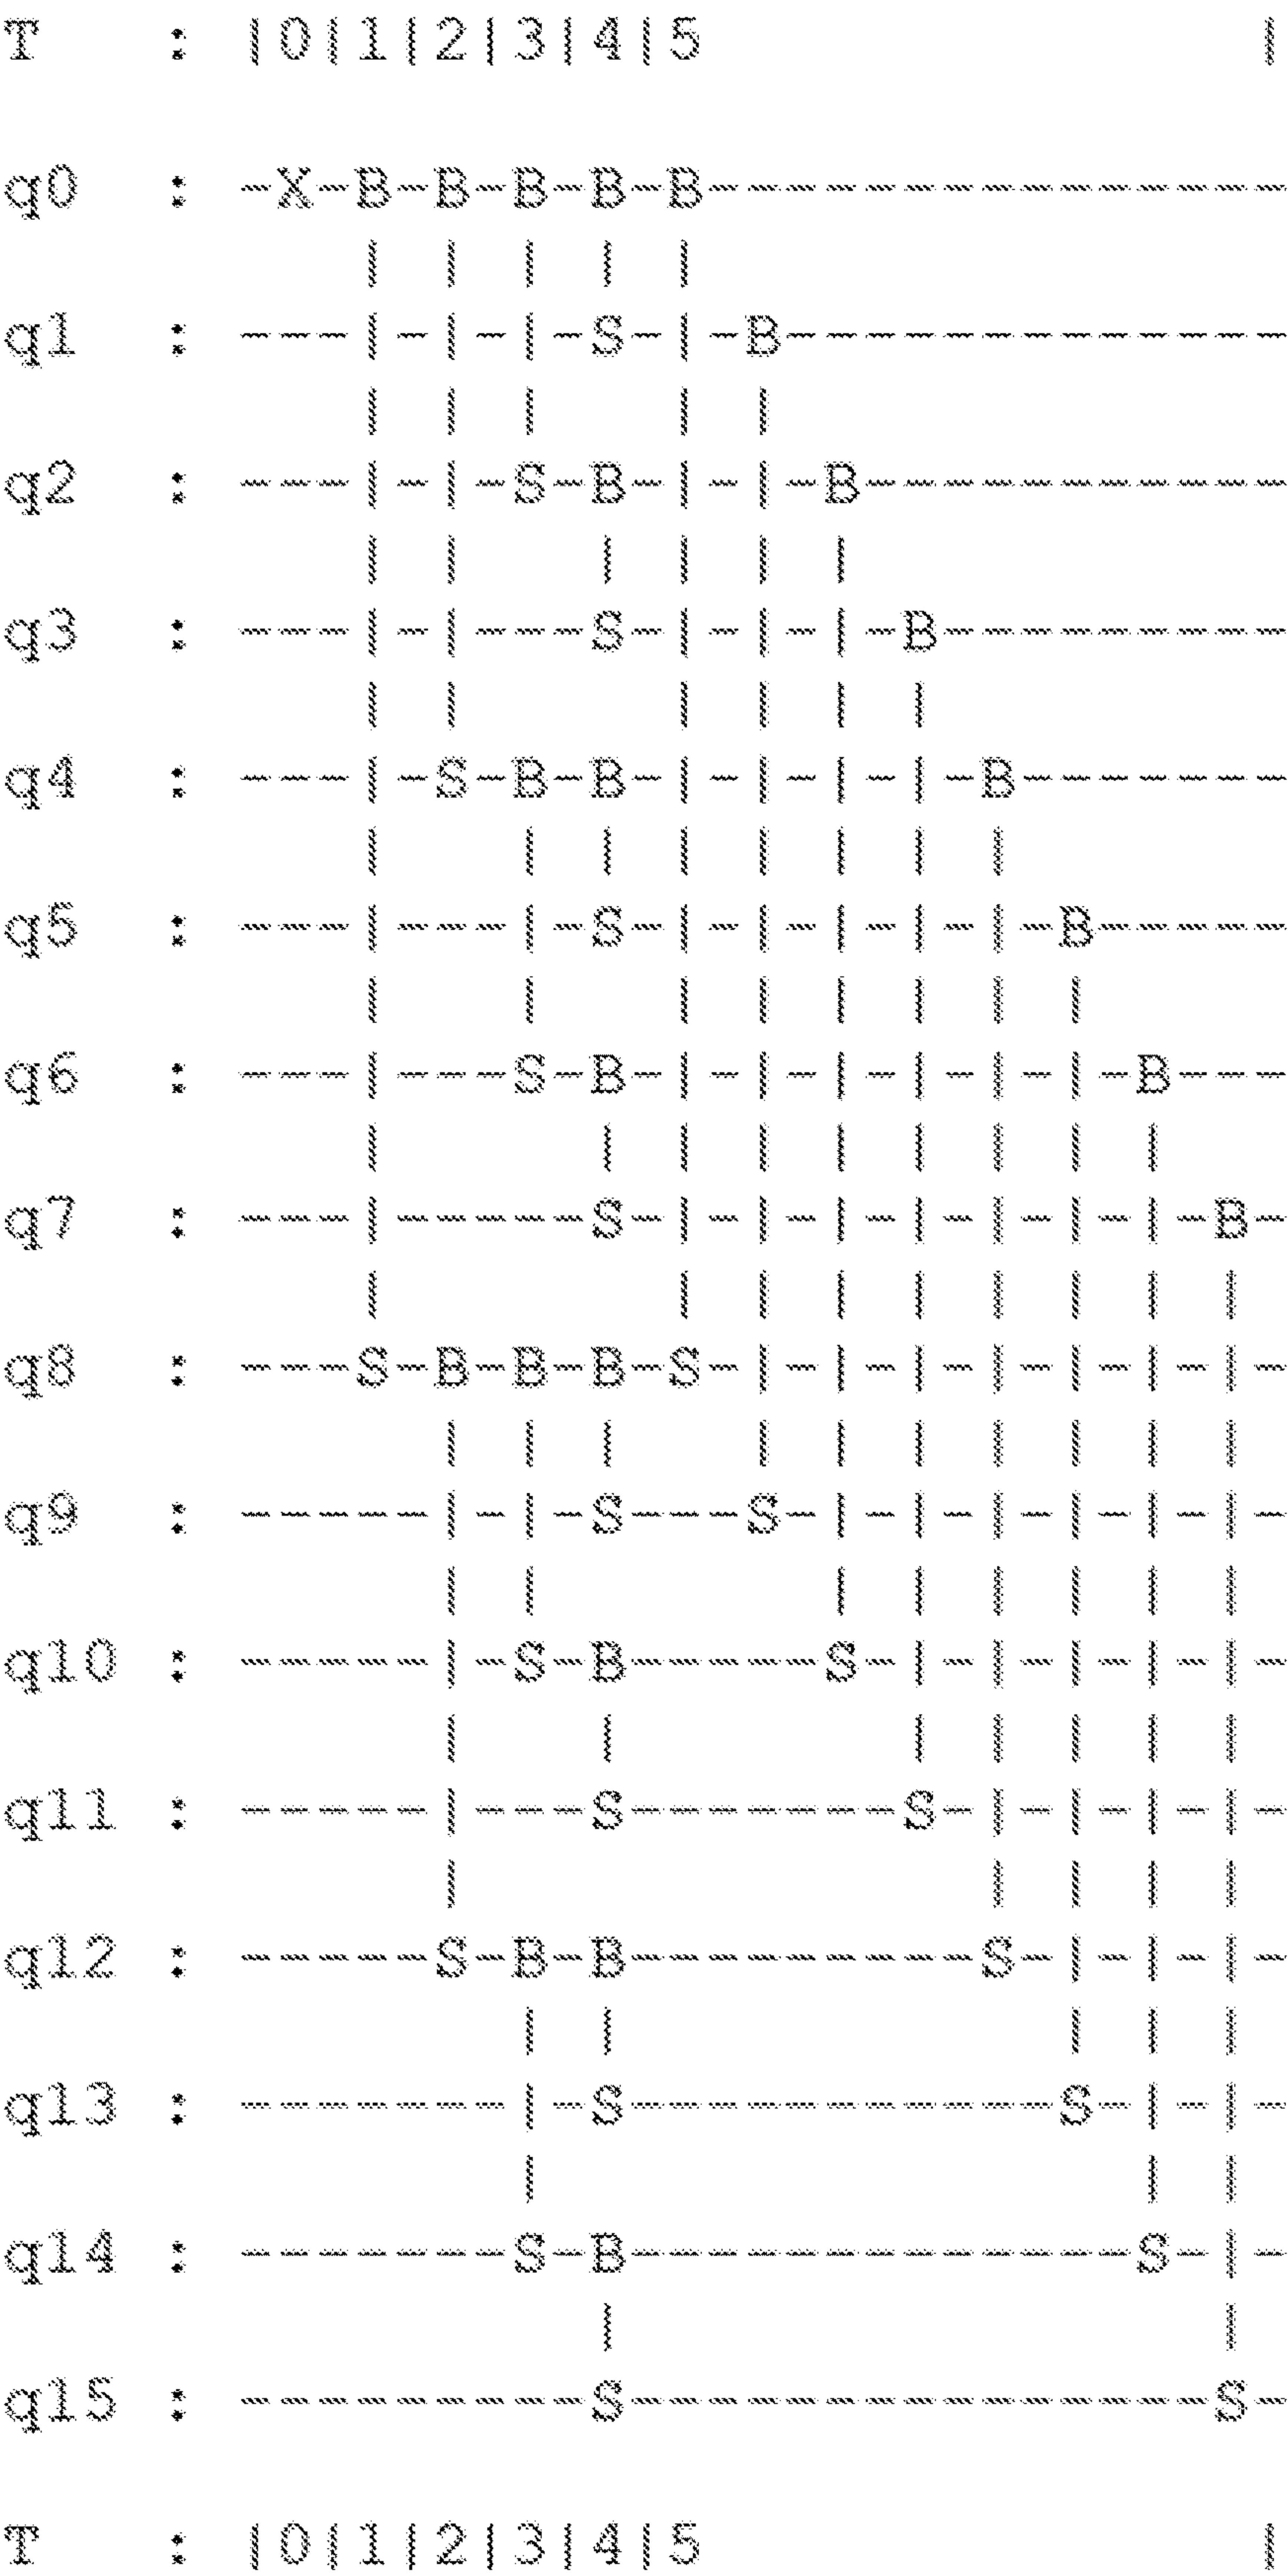 T   : |0|1|2|3|4|5              |
q0  : -X-B-B-B-B-B---------------
         | | | | |
q1  : ---|-|-|-S-|-B-------------
         | | |   | |
q2  : ---|-|-S-B-|-|-B-----------
         | |   | | | |
q3  : ---|-|---S-|-|-|-B---------
         | |     | | | |
q4  : ---|-S-B-B-|-|-|-|-B-------
         |   | | | | | | |
q5  : ---|---|-S-|-|-|-|-|-B-----
         |   |   | | | | | |
q6  : ---|---S-B-|-|-|-|-|-|-B---
         |     | | | | | | | |
q7  : ---|-----S-|-|-|-|-|-|-|-B-
         |       | | | | | | | |
q8  : ---S-B-B-B-S-|-|-|-|-|-|-|-
           | | |   | | | | | | |
q9  : -----|-|-S---S-|-|-|-|-|-|-
           | |       | | | | | |
q10 : -----|-S-B-----S-|-|-|-|-|-
           |   |       | | | | |
q11 : -----|---S-------S-|-|-|-|-
           |             | | | |
q12 : -----S-B-B---------S-|-|-|-
             | |           | | |
q13 : -------|-S-----------S-|-|-
             |               | |
q14 : -------S-B-------------S-|-
               |               |
q15 : ---------S---------------S-
T   : |0|1|2|3|4|5              |